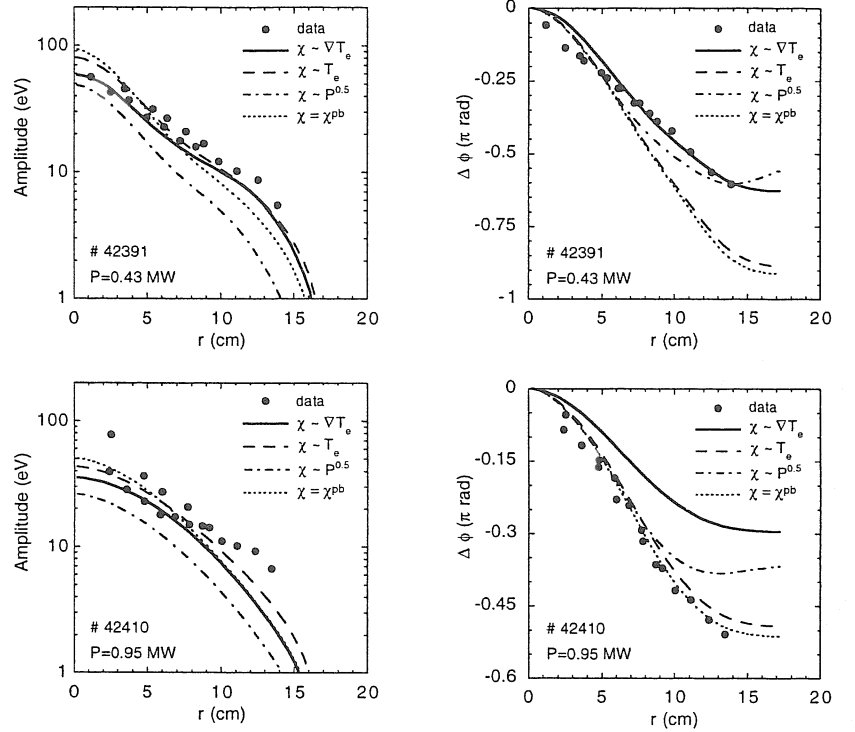 100
10
1
Amplitude (eV)
data
χ ~ ∇Tₑ
χ ~ Tₑ
χ ~ P⁰·⁵
χ = χᵖᵇ
# 42391
P=0.43 MW
0 5 10 15 20
r (cm)
0
-0.25
-0.5
-0.75
-1
Δ ϕ (π rad)
data
χ ~ ∇Tₑ
χ ~ Tₑ
χ ~ P⁰·⁵
χ = χᵖᵇ
# 42391
P=0.43 MW
0 5 10 15 20
r (cm)
100
10
1
Amplitude (eV)
data
χ ~ ∇Tₑ
χ ~ Tₑ
χ ~ P⁰·⁵
χ = χᵖᵇ
# 42410
P=0.95 MW
0 5 10 15 20
r (cm)
0
-0.15
-0.3
-0.45
-0.6
Δ ϕ (π rad)
data
χ ~ ∇Tₑ
χ ~ Tₑ
χ ~ P⁰·⁵
χ = χᵖᵇ
# 42410
P=0.95 MW
0 5 10 15 20
r (cm)